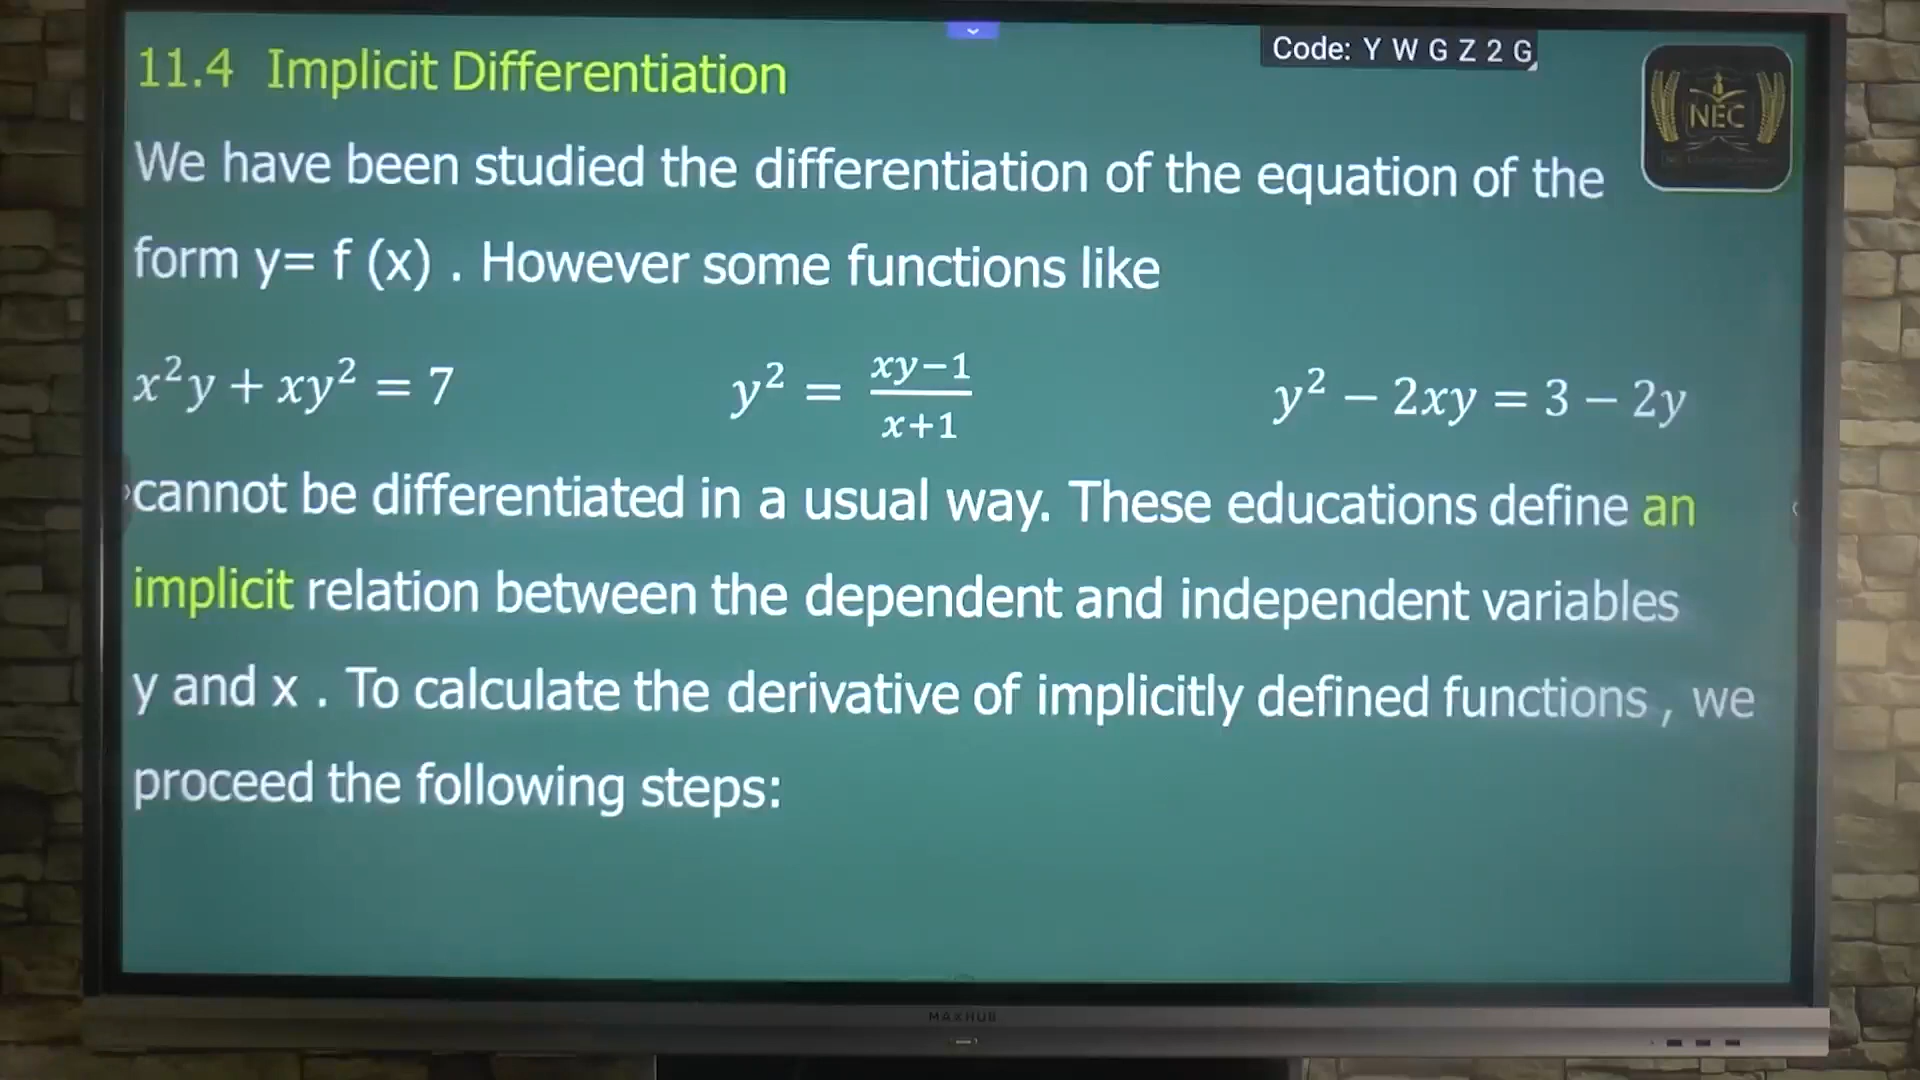 Code: Y W G Z 2 G
11.4 Implicit Differentiation
NEC
We have been studied the differentiation of the equation of the
form y= f (x) . However some functions like
x²y + xy² = 7    y² = (xy−1)/(x+1)    y² − 2xy = 3 − 2y
cannot be differentiated in a usual way. These educations define an
implicit relation between the dependent and independent variables
y and x . To calculate the derivative of implicitly defined functions , we
proceed the following steps:
MAXHUB